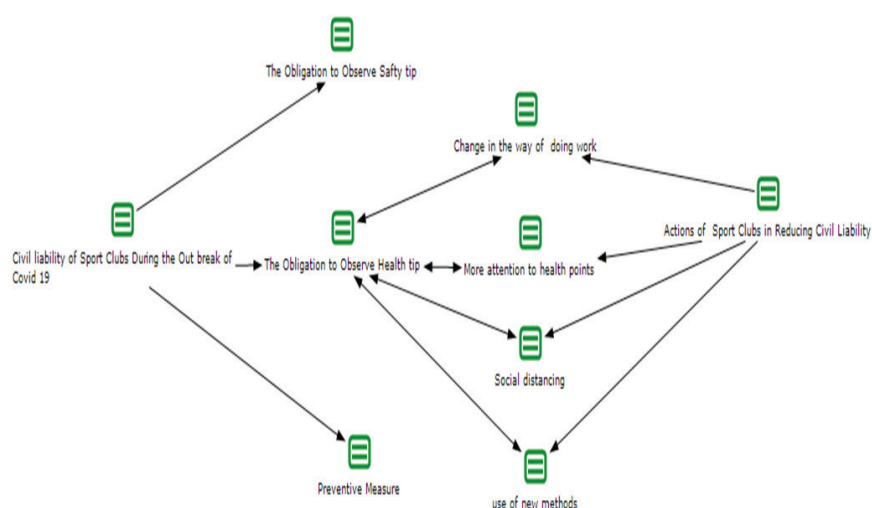 The Obligation to Observe Safty tip
Change in the way of doing work
Actions of Sport Clubs in Reducing Civil Liability
Civil liability of Sport Clubs During the Out break of
Covid 19
The Obligation to Observe Health tip
More attention to health points
Social distancing
Preventive Measure
use of new methods